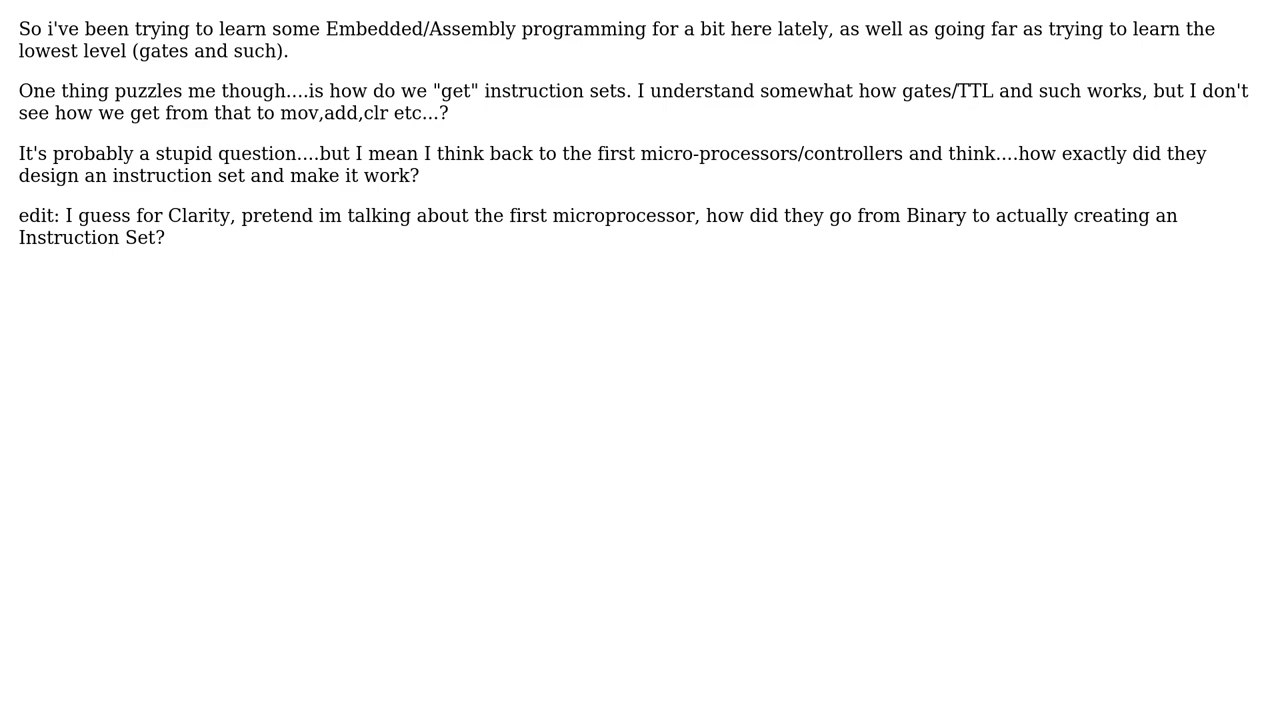 So i've been trying to learn some Embedded/Assembly programming for a bit here lately, as well as going far as trying to learn the
lowest level (gates and such).
One thing puzzles me though....is how do we "get" instruction sets. I understand somewhat how gates/TTL and such works, but I don't
see how we get from that to mov,add,clr etc...?
It's probably a stupid question....but I mean I think back to the first micro-processors/controllers and think....how exactly did they
design an instruction set and make it work?
edit: I guess for Clarity, pretend im talking about the first microprocessor, how did they go from Binary to actually creating an
Instruction Set?